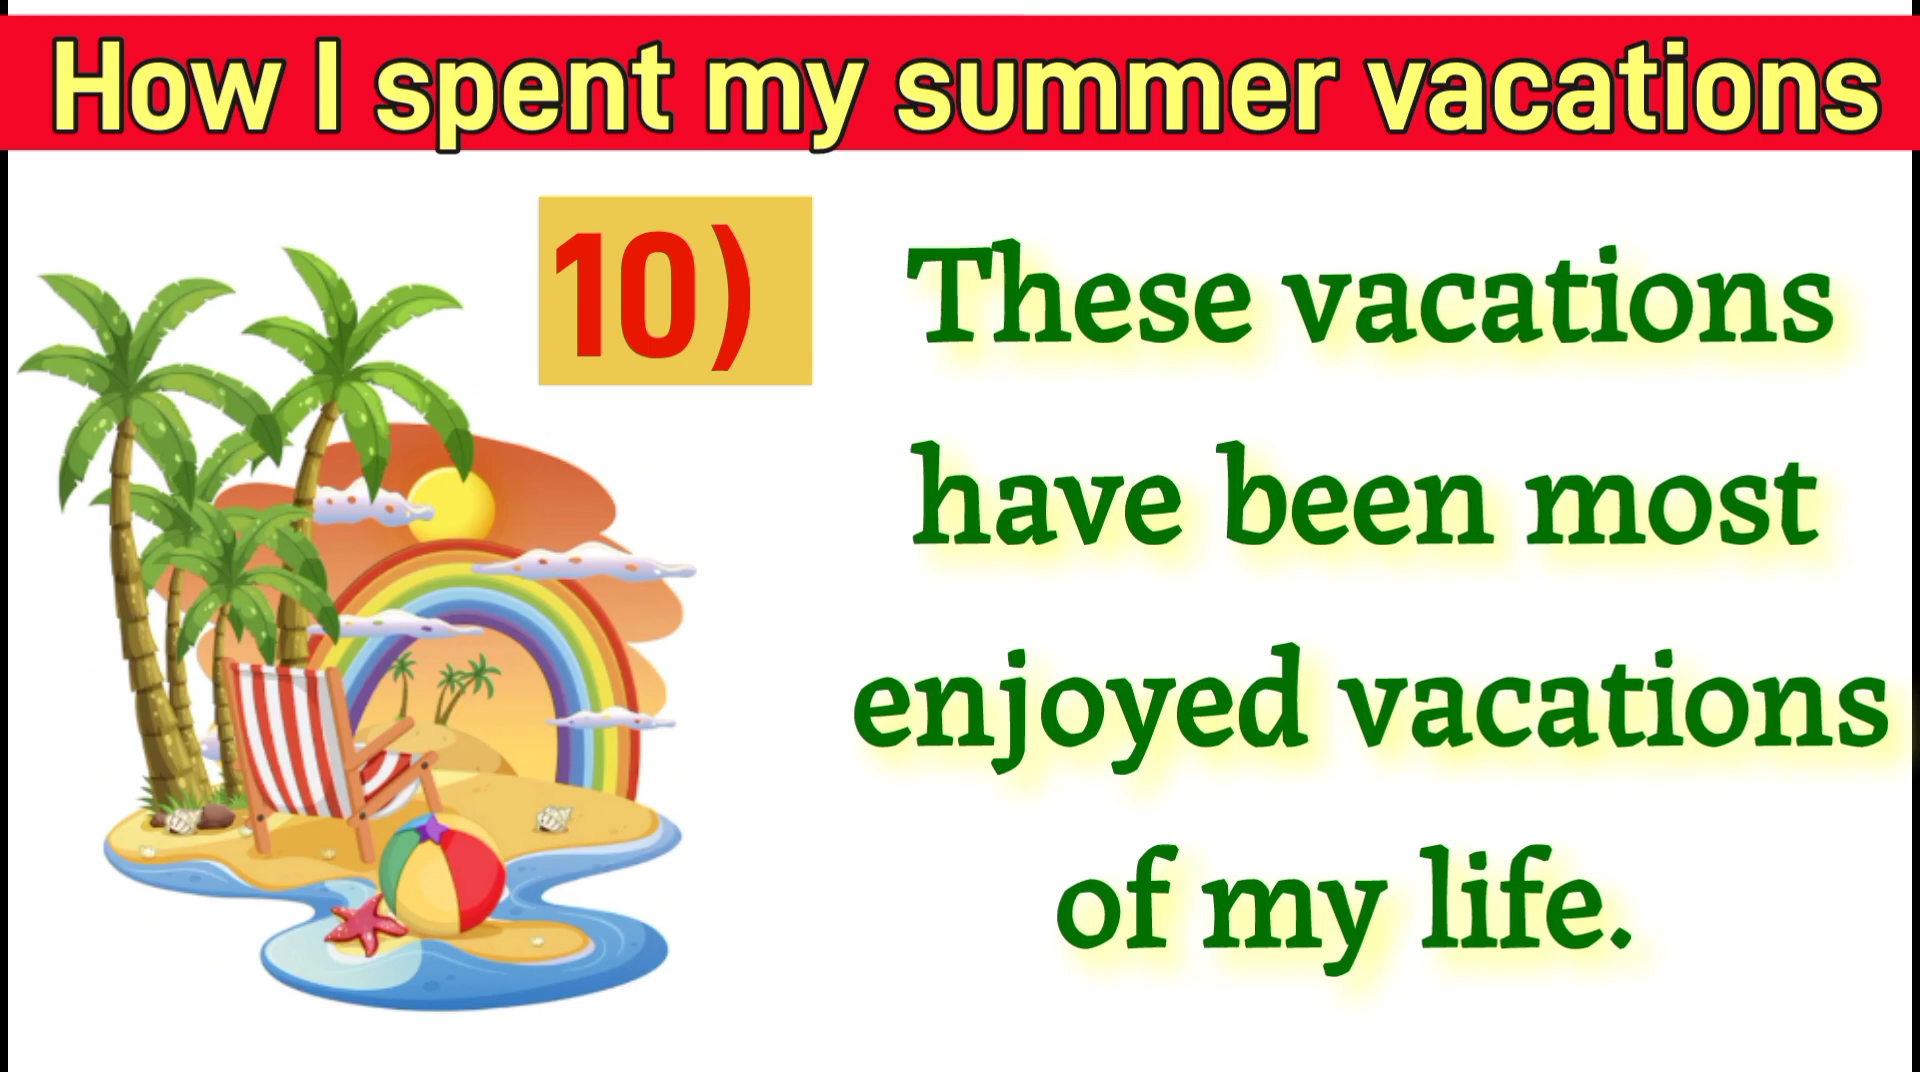 How I spent my summer vacations
10)
These vacations
have been most
enjoyed vacations
of my life.